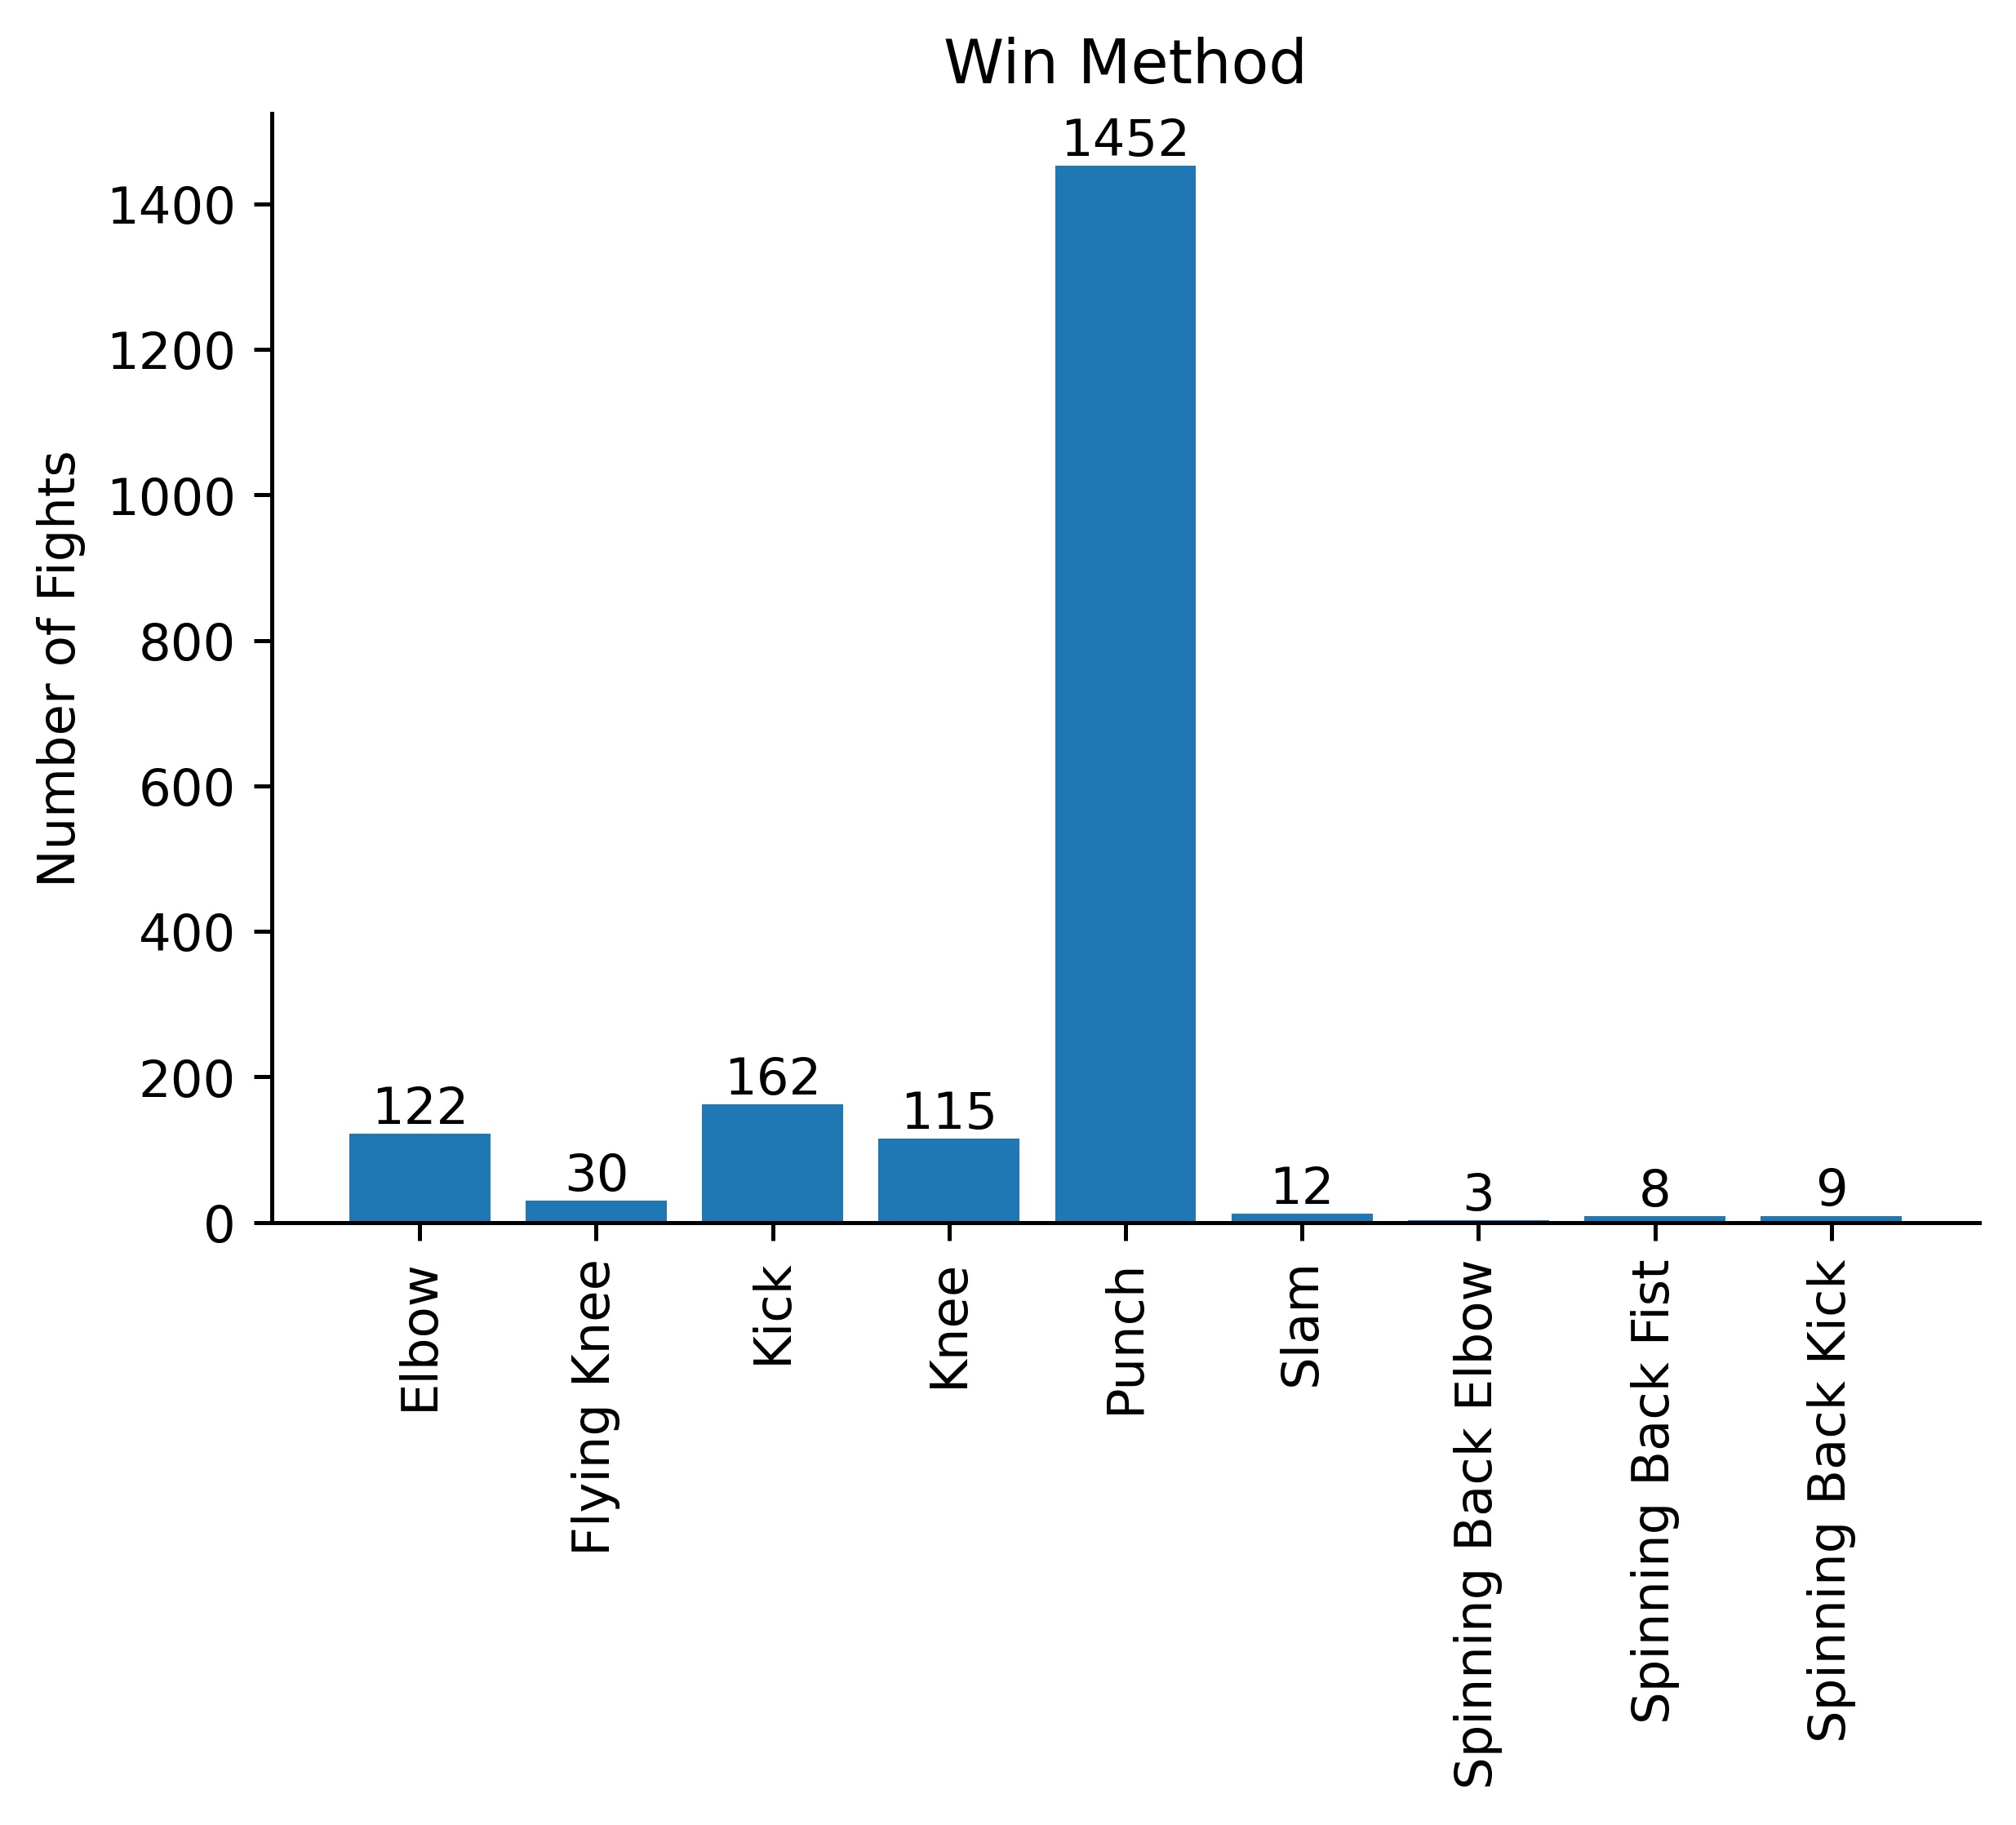 Win Method
Number of Fights
1400
1200
1000
800
600
400
200
0
122
30
162
115
1452
12
3
8
9
Elbow
Flying Knee
Kick
Knee
Punch
Slam
Spinning Back Elbow
Spinning Back Fist
Spinning Back Kick